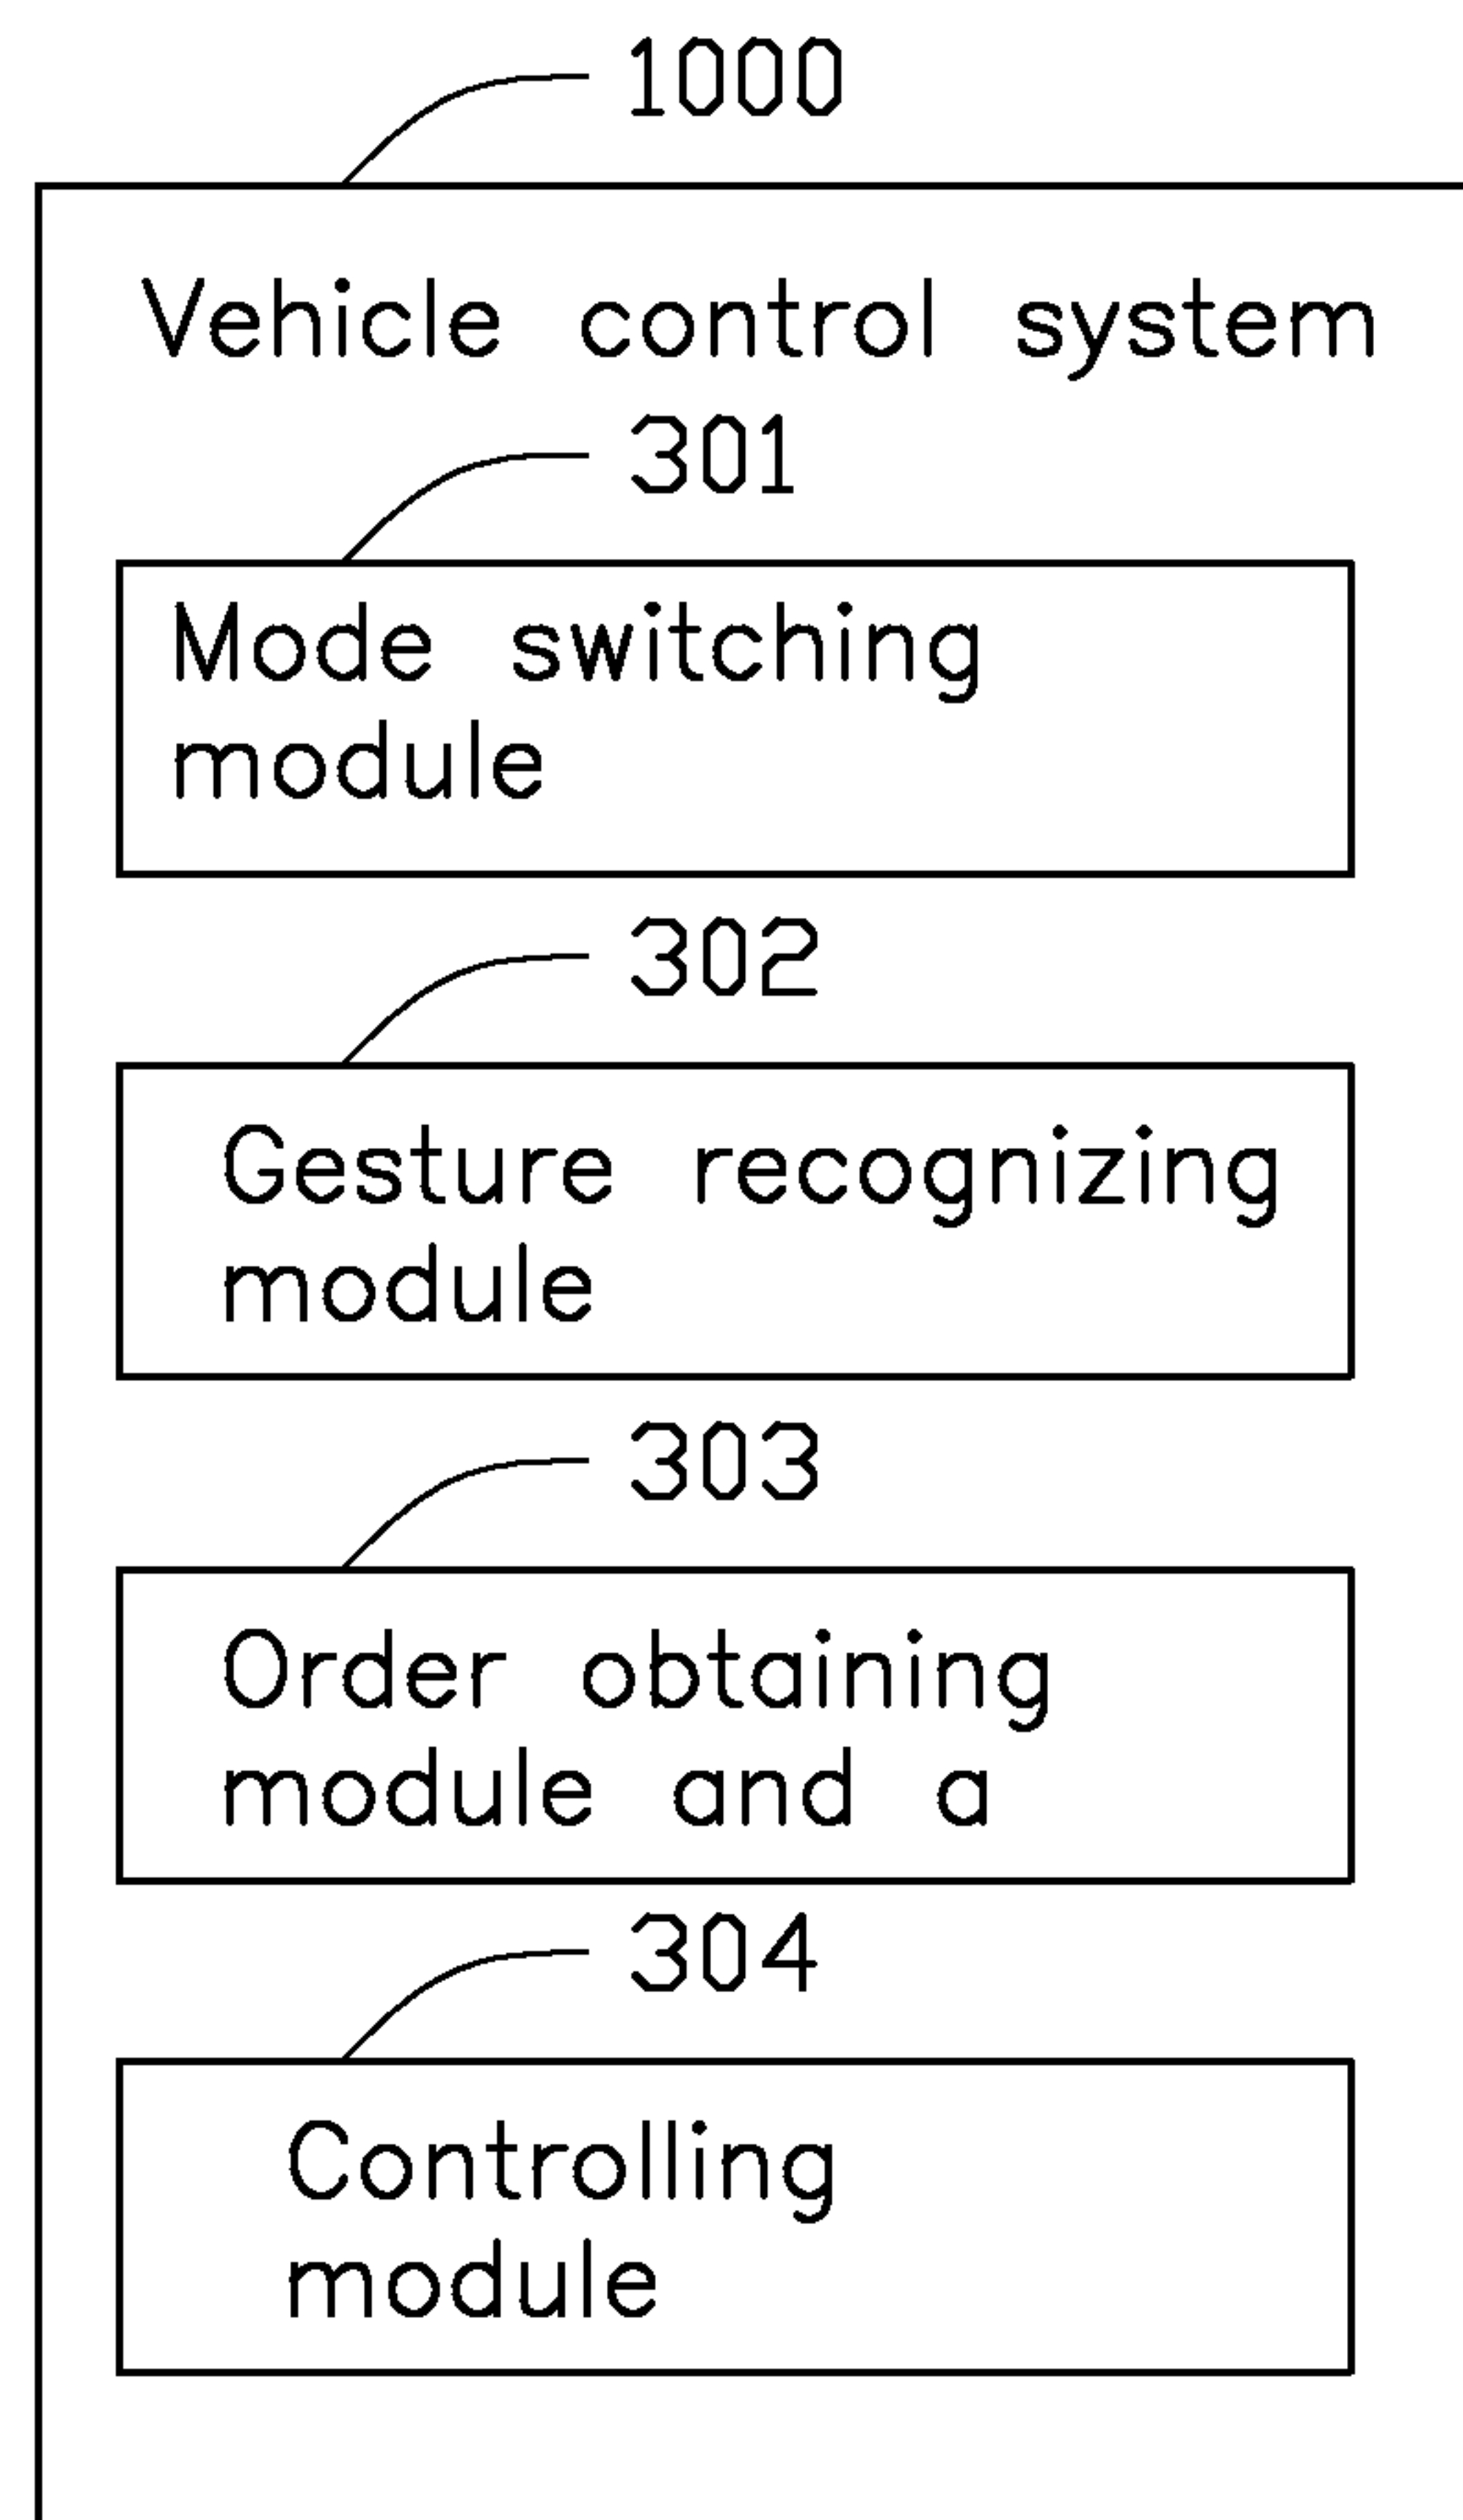 1000
Vehicle control system
301
Mode switching
module
302
Gesture recognizing
module
303
Order obtaining
module and a
304
Controlling
module